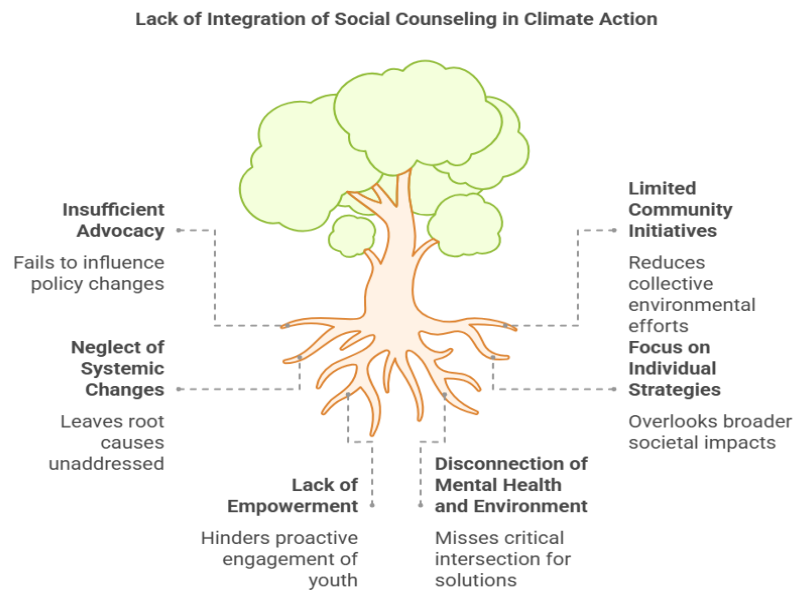 Lack of Integration of Social Counseling in Climate Action
Insufficient
Advocacy
Fails to influence
policy changes
Limited
Community
Initiatives
Reduces
collective
environmental
efforts
Neglect of
Systemic
Changes
Leaves root
causes
unaddressed
Focus on
Individual
Strategies
Overlooks broader
societal impacts
Lack of
Empowerment
Hinders proactive
engagement of
youth
Disconnection of
Mental Health
and Environment
Misses critical
intersection for
solutions